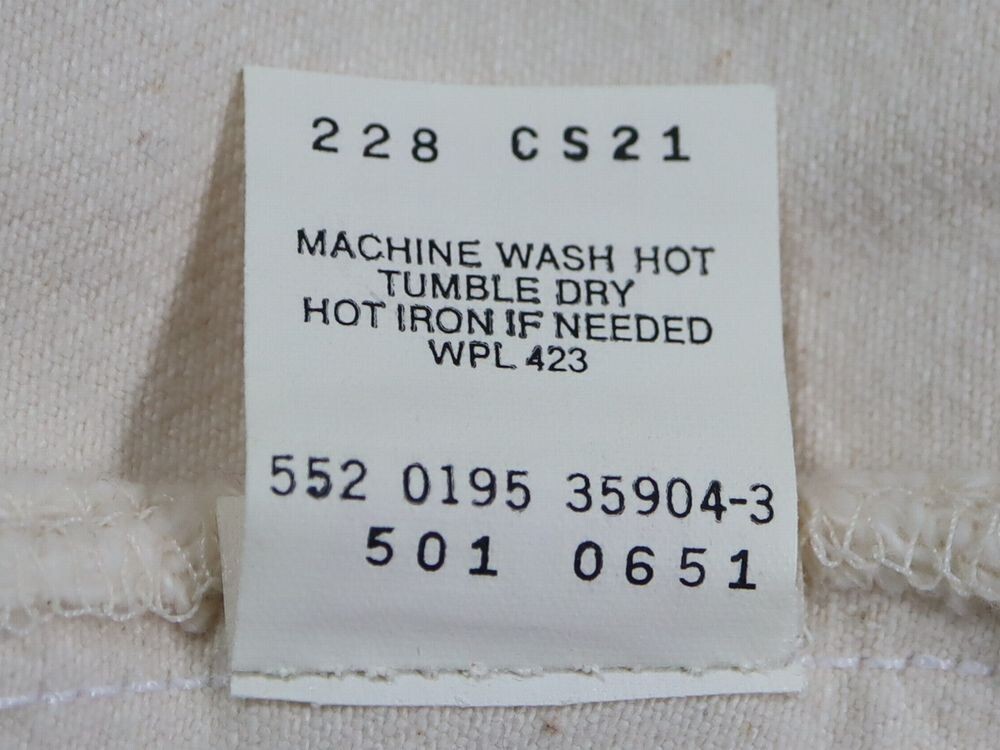 228 CS21
MACHINE WASH HOT
TUMBLE DRY
HOT IRON IF NEEDED
WPL 423
552 0195 35904-3
501 0651